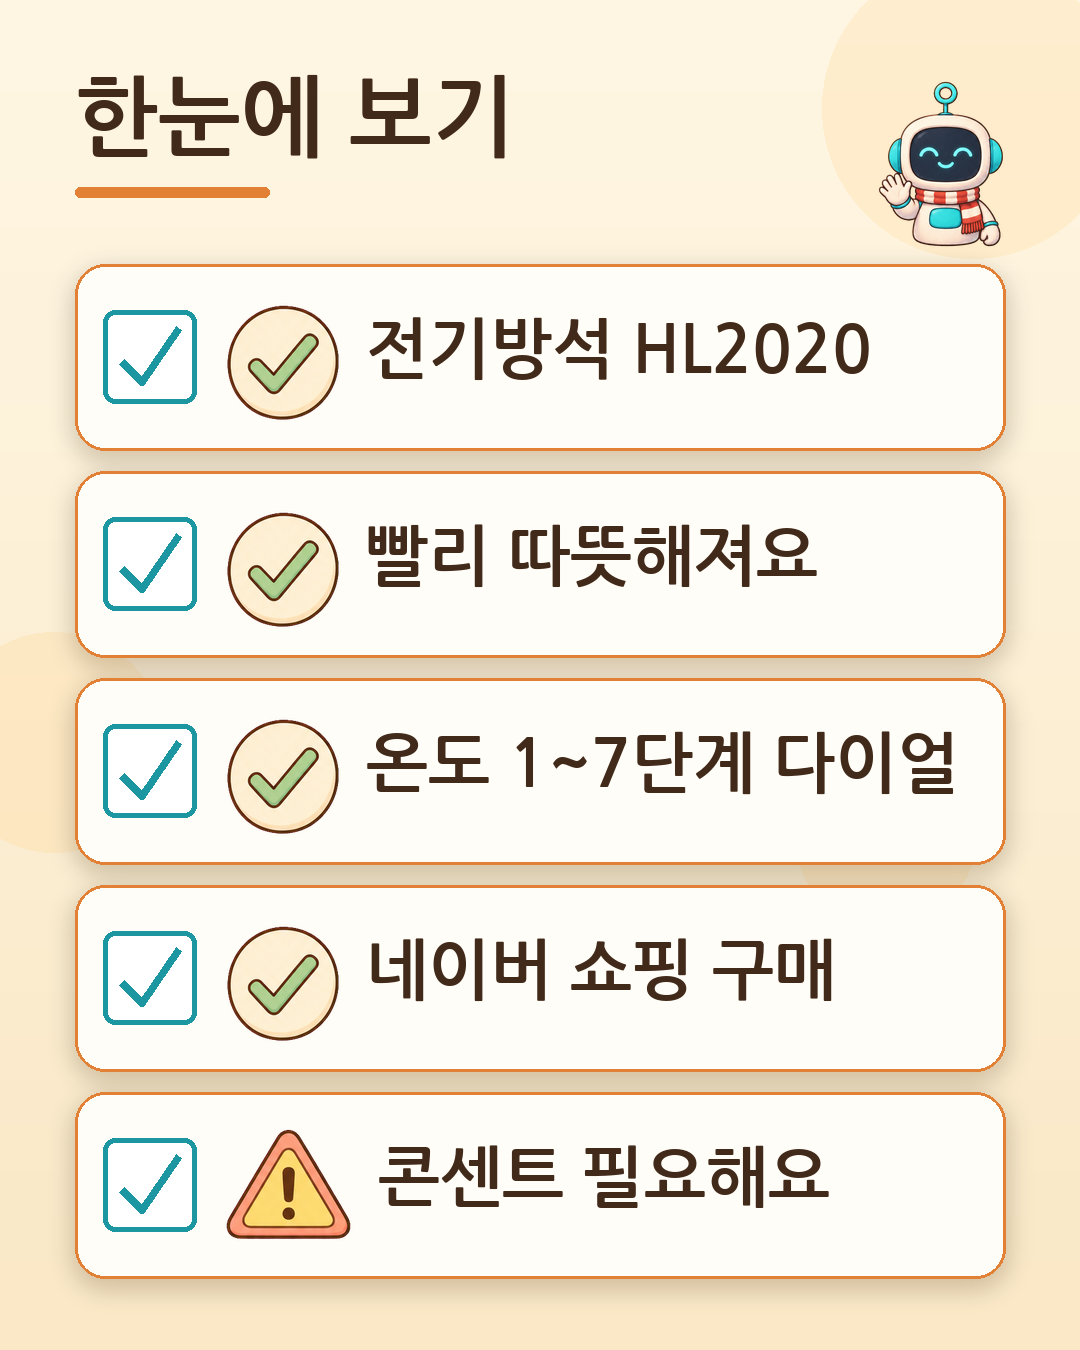 한눈에 보기
전기방석 HL2020
빨리 따뜻해져요
온도 1~7단계 다이얼
네이버 쇼핑 구매
콘센트 필요해요